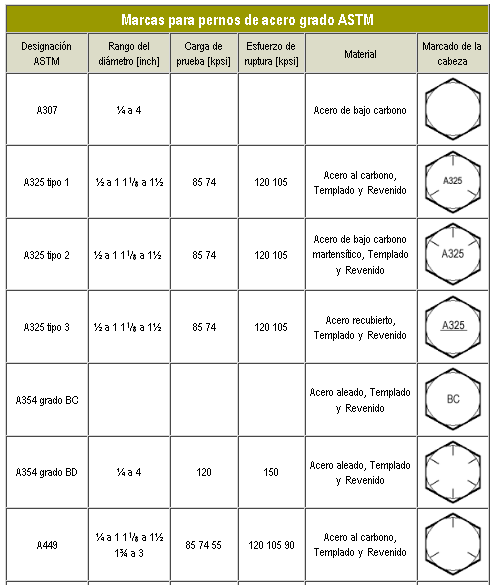 Marcas para pernos de acero grado ASTM
Designación ASTM Rango del diámetro [inch] Carga de prueba [kpsi] Esfuerzo de ruptura [kpsi] Material Marcado de la cabeza
A307 ¼ a 4 Acero de bajo carbono
A325 tipo 1 ½ a 1 1⅛ a 1½ 85 74 120 105 Acero al carbono, Templado y Revenido A325
A325 tipo 2 ½ a 1 1⅛ a 1½ 85 74 120 105 Acero de bajo carbono martensítico, Templado y Revenido A325
A325 tipo 3 ½ a 1 1⅛ a 1½ 85 74 120 105 Acero recubierto, Templado y Revenido A325
A354 grado BC Acero aleado, Templado y Revenido BC
A354 grado BD ¼ a 4 120 150 Acero aleado, Templado y Revenido
A449 ¼ a 1 1⅛ a 1½ 1¾ a 3 85 74 55 120 105 90 Acero al carbono, Templado y Revenido